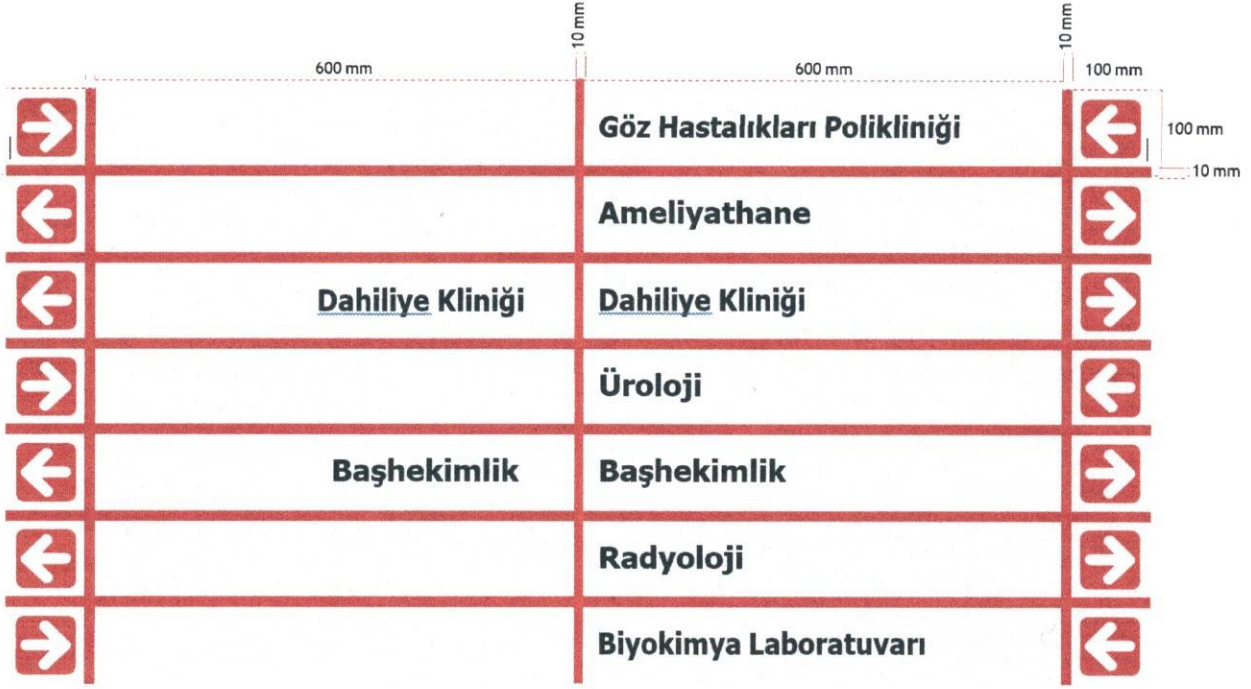 10 mm
10 mm
600 mm
600 mm
100 mm
Göz Hastalıkları Polikliniği
100 mm
10 mm
Ameliyathane
Dahiliye Kliniği
Dahiliye Kliniği
Üroloji
Başhekimlik
Başhekimlik
Radyoloji
Biyokimya Laboratuvarı